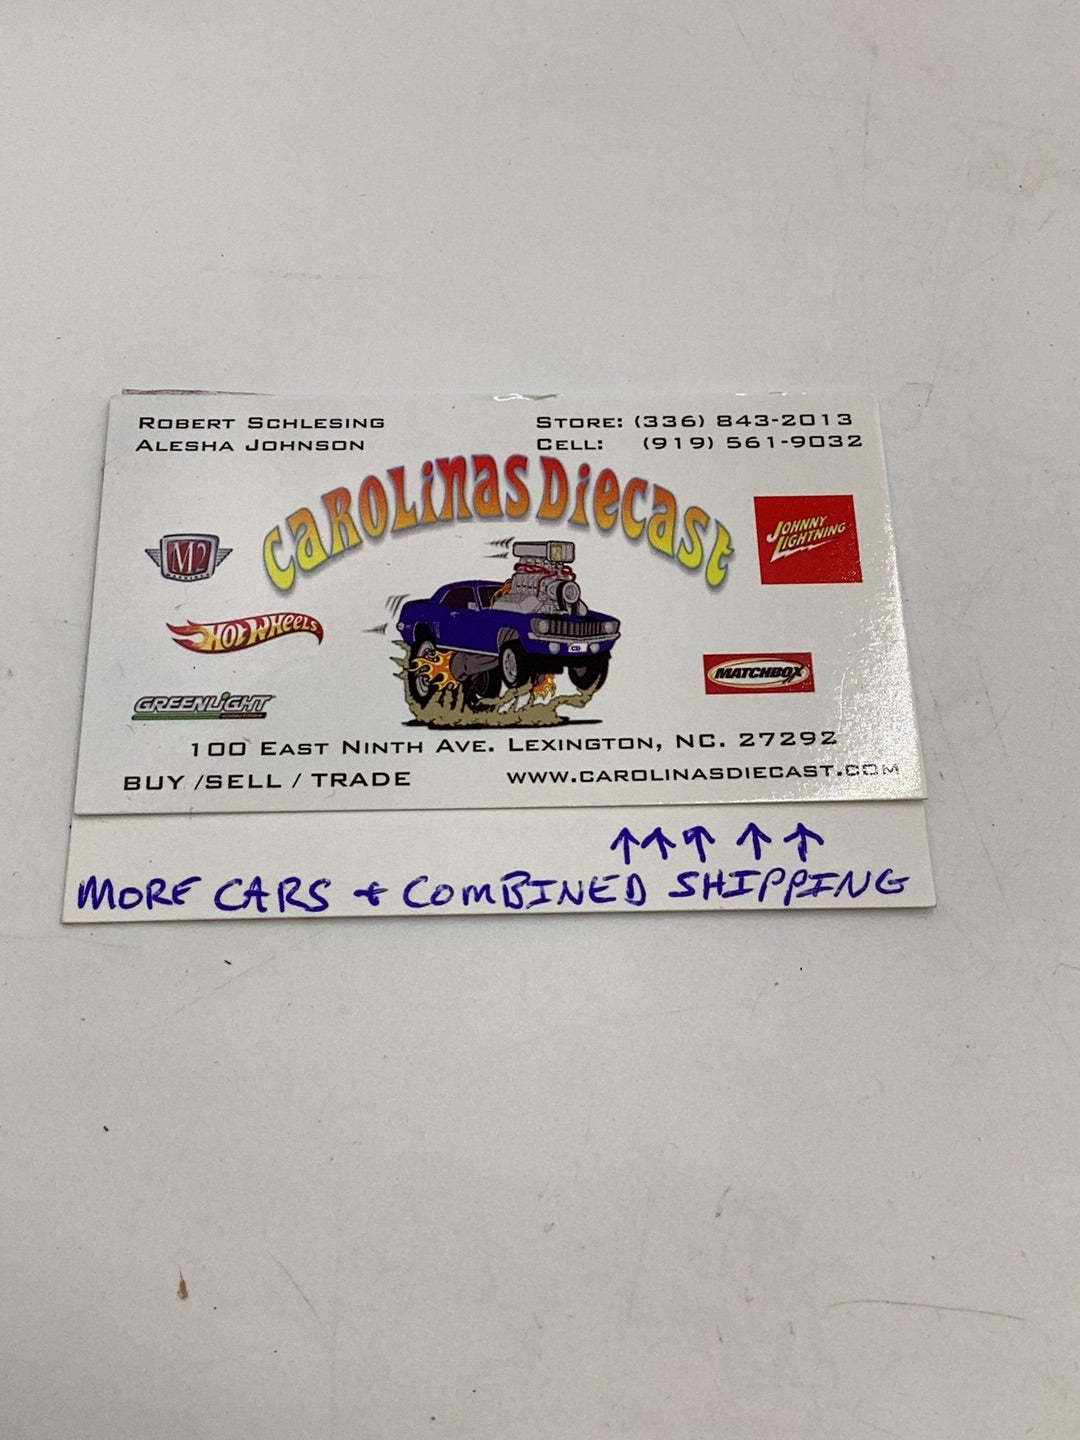 ROBERT SCHLESING
ALESHA JOHNSON
STORE: (336) 843-2013
CELL: (919) 561-9032
CAROLINAS DIECAST
M2
JOHNNY
LIGHTNING
HOT WHEELS
MATCHBOX
GREENLIGHT
CD
100 EAST NINTH AVE. LEXINGTON, NC. 27292
BUY /SELL / TRADE
WWW.CAROLINASDIECAST.COM
↑↑↑ ↑ ↑
MORE CARS + COMBINED SHIPPING